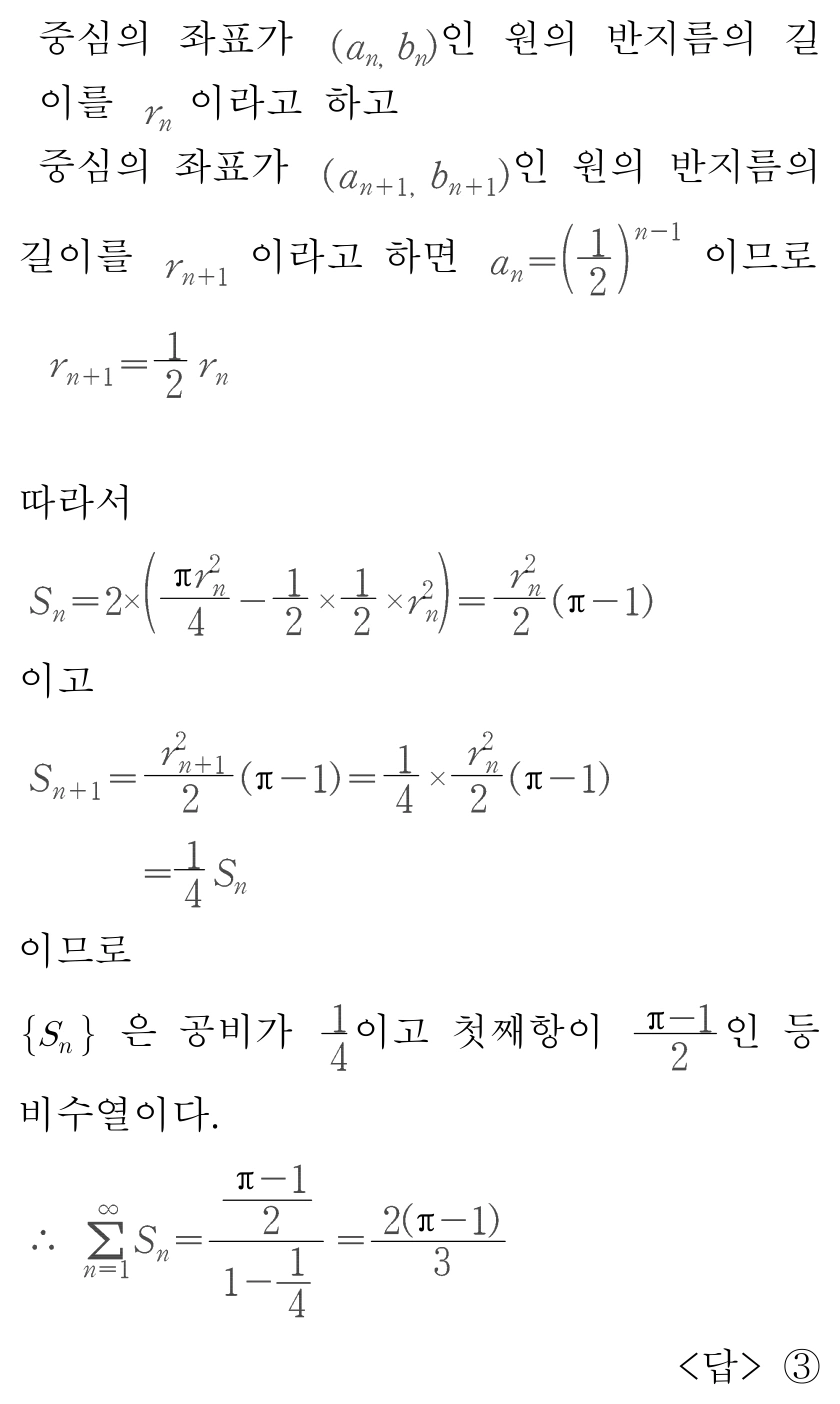 중심의 좌표가 (aₙ, bₙ)인 원의 반지름의 길
이를 rₙ 이라고 하고
중심의 좌표가 (aₙ₊₁, bₙ₊₁)인 원의 반지름의
길이를 rₙ₊₁ 이라고 하면 aₙ=(1/2)ⁿ⁻¹ 이므로
rₙ₊₁=1/2 rₙ
따라서
Sₙ=2×(πrₙ²/4−1/2×1/2×rₙ²)=rₙ²/2(π−1)
이고
Sₙ₊₁=rₙ₊₁²/2(π−1)=1/4×rₙ²/2(π−1)
=1/4 Sₙ
이므로
{Sₙ} 은 공비가 1/4이고 첫째항이 (π−1)/2인 등
비수열이다.
∴ ∑_{n=1}^{∞} Sₙ=((π−1)/2)/(1−1/4)=2(π−1)/3
<답> ③